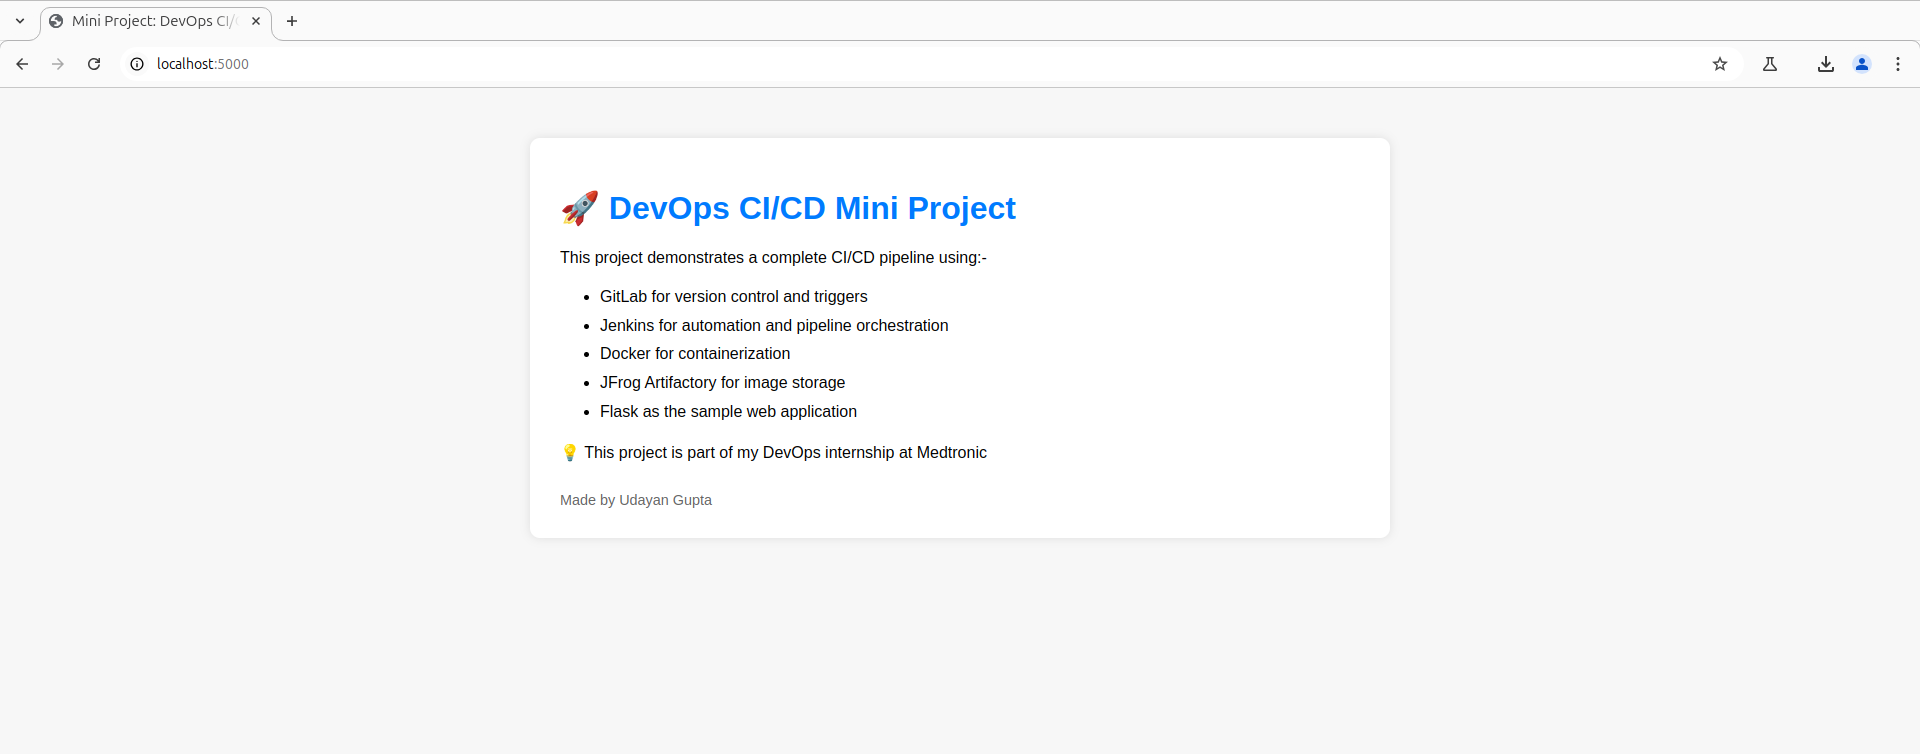 Mini Project: DevOps CI/
localhost:5000
🚀 DevOps CI/CD Mini Project
This project demonstrates a complete CI/CD pipeline using:-
• GitLab for version control and triggers
• Jenkins for automation and pipeline orchestration
• Docker for containerization
• JFrog Artifactory for image storage
• Flask as the sample web application
💡 This project is part of my DevOps internship at Medtronic
Made by Udayan Gupta